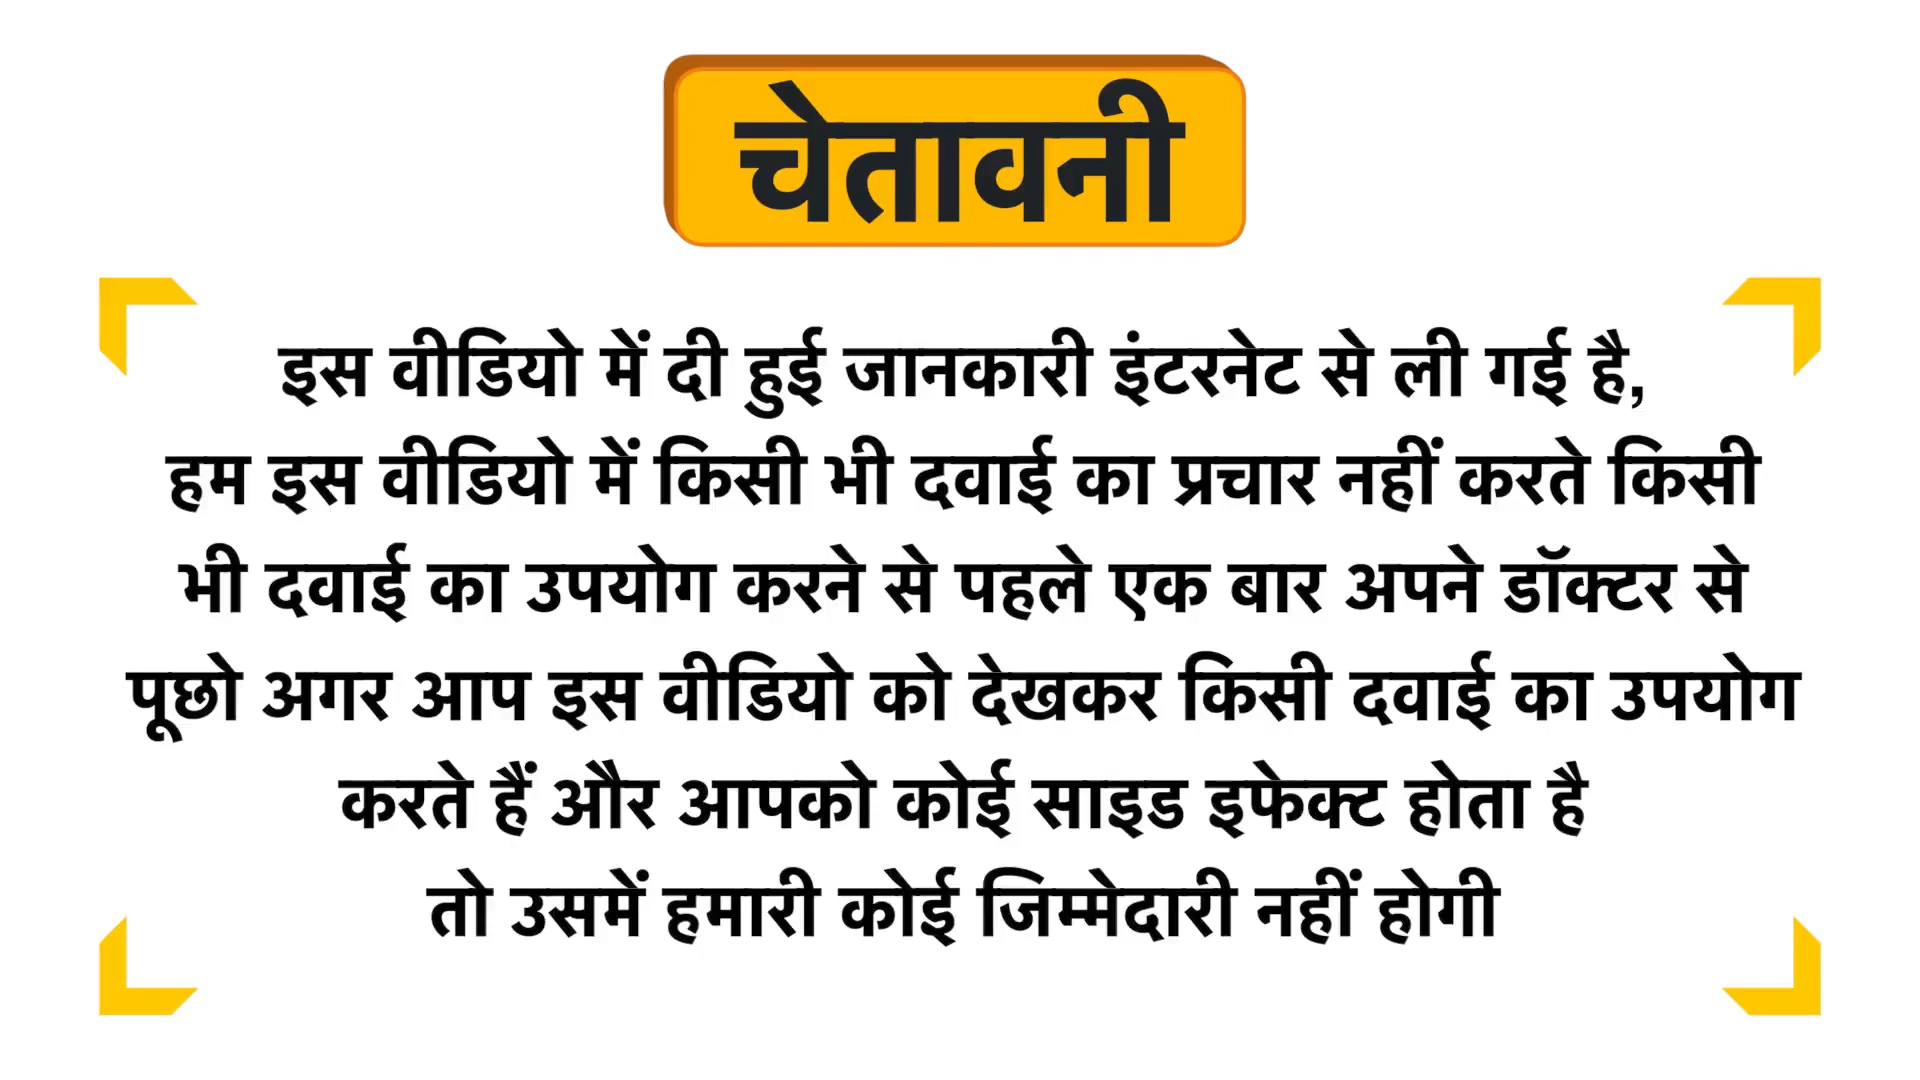 चेतावनी
इस वीडियो में दी हुई जानकारी इंटरनेट से ली गई है,
हम इस वीडियो में किसी भी दवाई का प्रचार नहीं करते किसी
भी दवाई का उपयोग करने से पहले एक बार अपने डॉक्टर से
पूछो अगर आप इस वीडियो को देखकर किसी दवाई का उपयोग
करते हैं और आपको कोई साइड इफेक्ट होता है
तो उसमें हमारी कोई जिम्मेदारी नहीं होगी